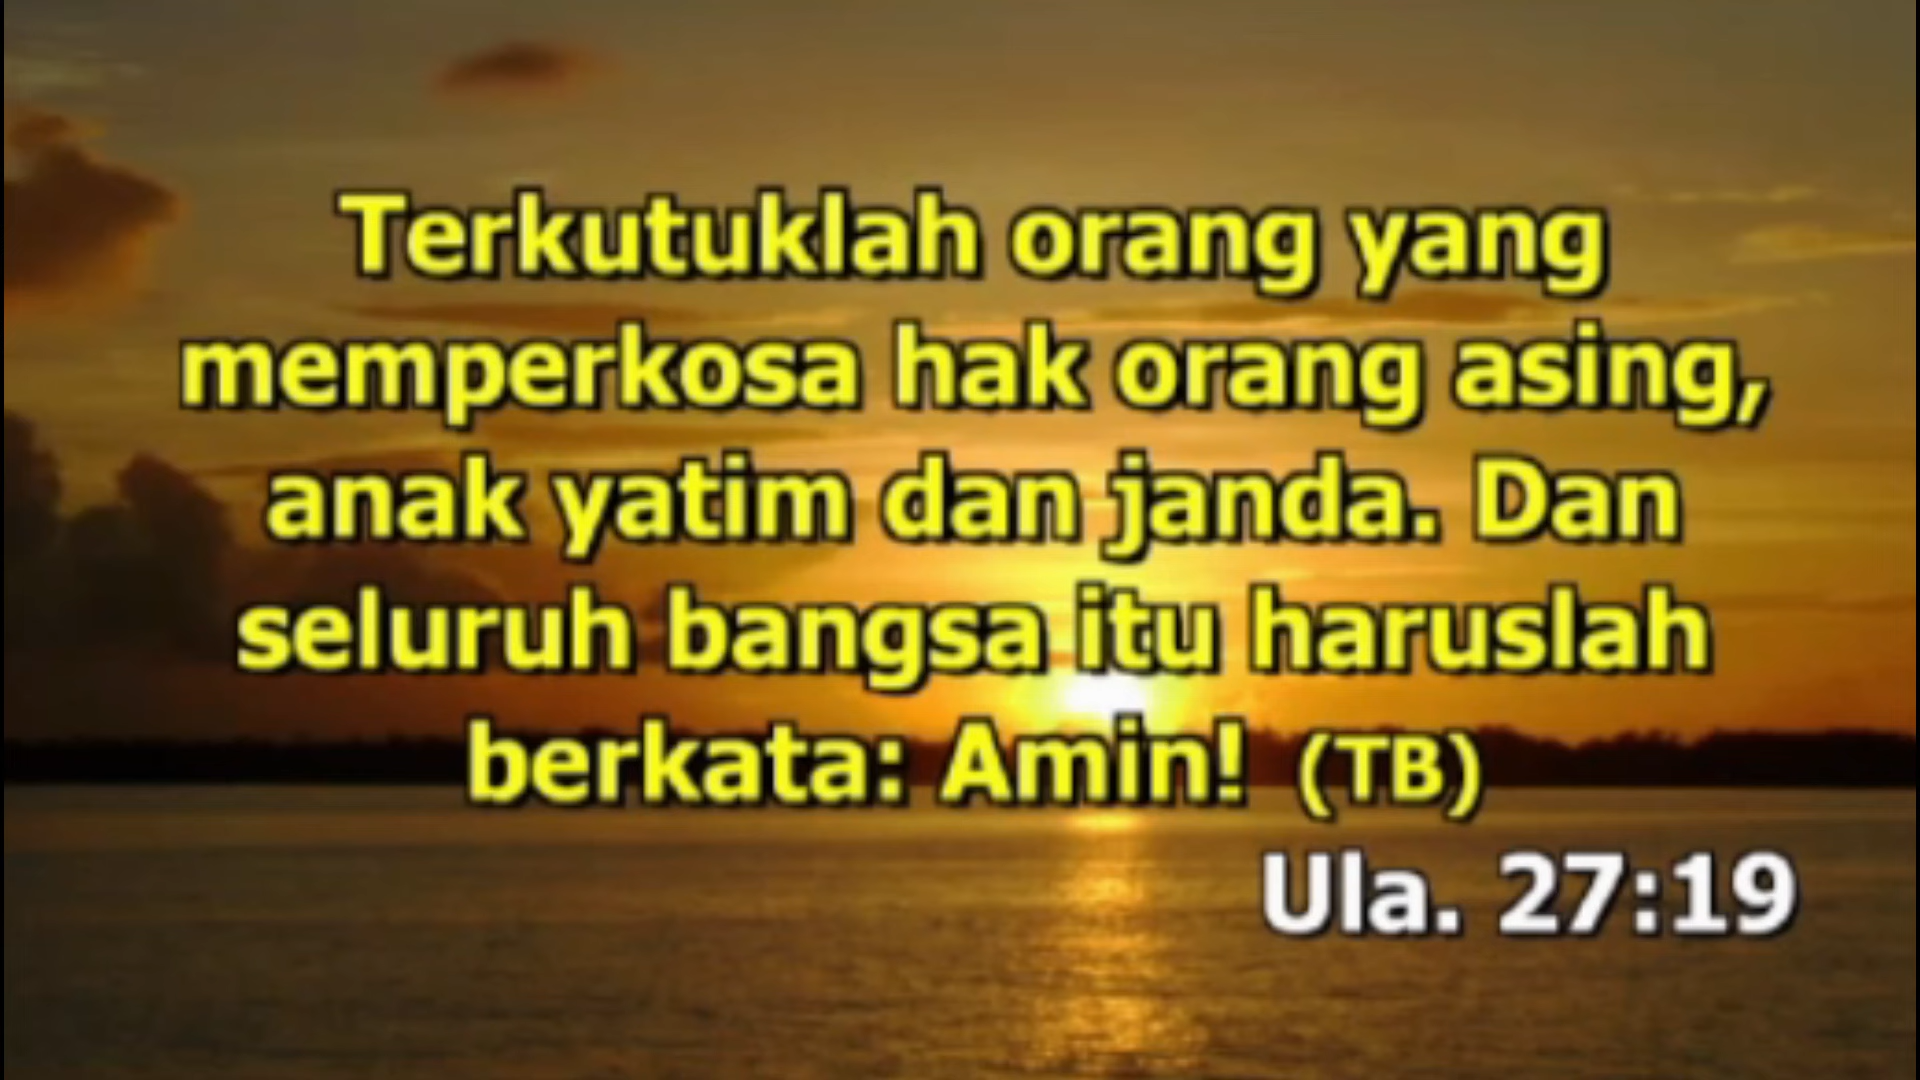 Terkutuklah orang yang
memperkosa hak orang asing,
anak yatim dan janda. Dan
seluruh bangsa itu haruslah
berkata: Amin! (TB)
Ula. 27:19